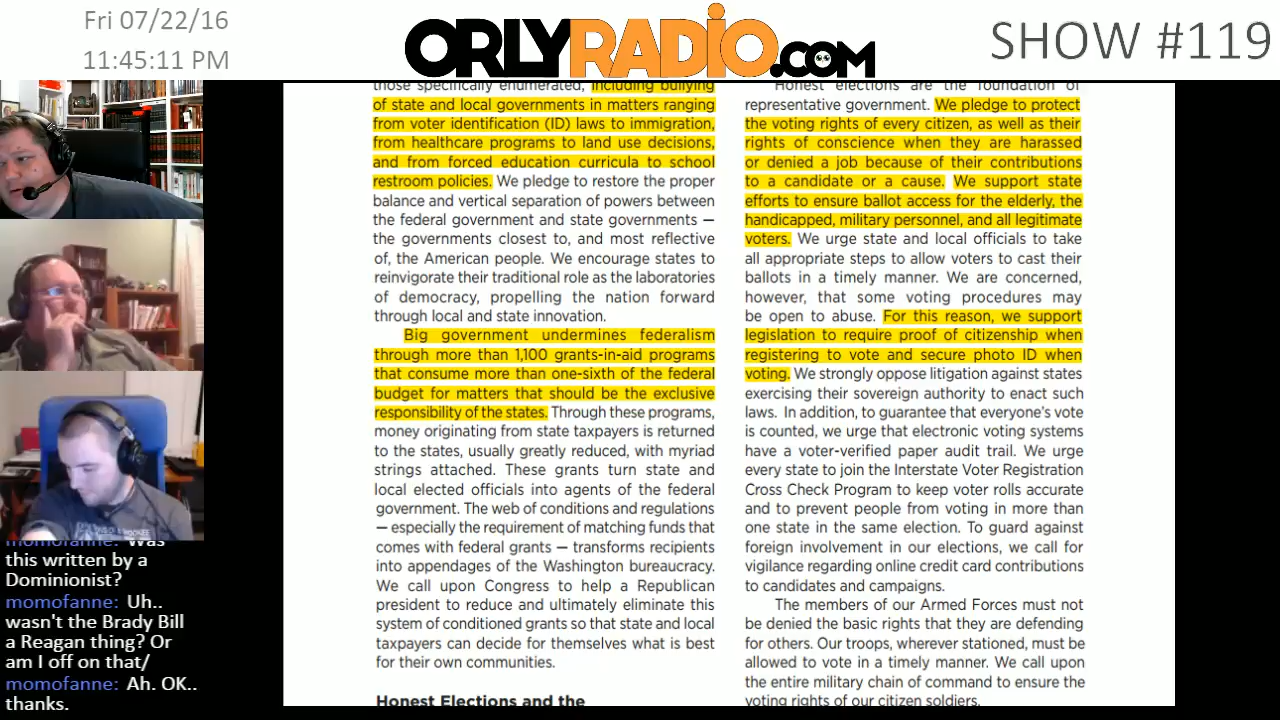 Fri 07/22/16
11:45:11 PM
ORLYRADIO.COM
SHOW #119
those specifically enumerated, including bullying
of state and local governments in matters ranging
from voter identification (ID) laws to immigration,
from healthcare programs to land use decisions,
and from forced education curricula to school
restroom policies. We pledge to restore the proper
balance and vertical separation of powers between
the federal government and state governments —
the governments closest to, and most reflective
of, the American people. We encourage states to
reinvigorate their traditional role as the laboratories
of democracy, propelling the nation forward
through local and state innovation.
Big government undermines federalism
through more than 1,100 grants-in-aid programs
that consume more than one-sixth of the federal
budget for matters that should be the exclusive
responsibility of the states. Through these programs,
money originating from state taxpayers is returned
to the states, usually greatly reduced, with myriad
strings attached. These grants turn state and
local elected officials into agents of the federal
government. The web of conditions and regulations
— especially the requirement of matching funds that
comes with federal grants — transforms recipients
into appendages of the Washington bureaucracy.
We call upon Congress to help a Republican
president to reduce and ultimately eliminate this
system of conditioned grants so that state and local
taxpayers can decide for themselves what is best
for their own communities.
Honest Elections and the
Honest elections are the foundation of
representative government. We pledge to protect
the voting rights of every citizen, as well as their
rights of conscience when they are harassed
or denied a job because of their contributions
to a candidate or a cause. We support state
efforts to ensure ballot access for the elderly, the
handicapped, military personnel, and all legitimate
voters. We urge state and local officials to take
all appropriate steps to allow voters to cast their
ballots in a timely manner. We are concerned,
however, that some voting procedures may
be open to abuse. For this reason, we support
legislation to require proof of citizenship when
registering to vote and secure photo ID when
voting. We strongly oppose litigation against states
exercising their sovereign authority to enact such
laws. In addition, to guarantee that everyone's vote
is counted, we urge that electronic voting systems
have a voter-verified paper audit trail. We urge
every state to join the Interstate Voter Registration
Cross Check Program to keep voter rolls accurate
and to prevent people from voting in more than
one state in the same election. To guard against
foreign involvement in our elections, we call for
vigilance regarding online credit card contributions
to candidates and campaigns.
The members of our Armed Forces must not
be denied the basic rights that they are defending
for others. Our troops, wherever stationed, must be
allowed to vote in a timely manner. We call upon
the entire military chain of command to ensure the
voting rights of our citizen soldiers.
momofanne: Was
this written by a
Dominionist?
momofanne: Uh..
wasn't the Brady Bill
a Reagan thing? Or
am I off on that/
momofanne: Ah. OK..
thanks.